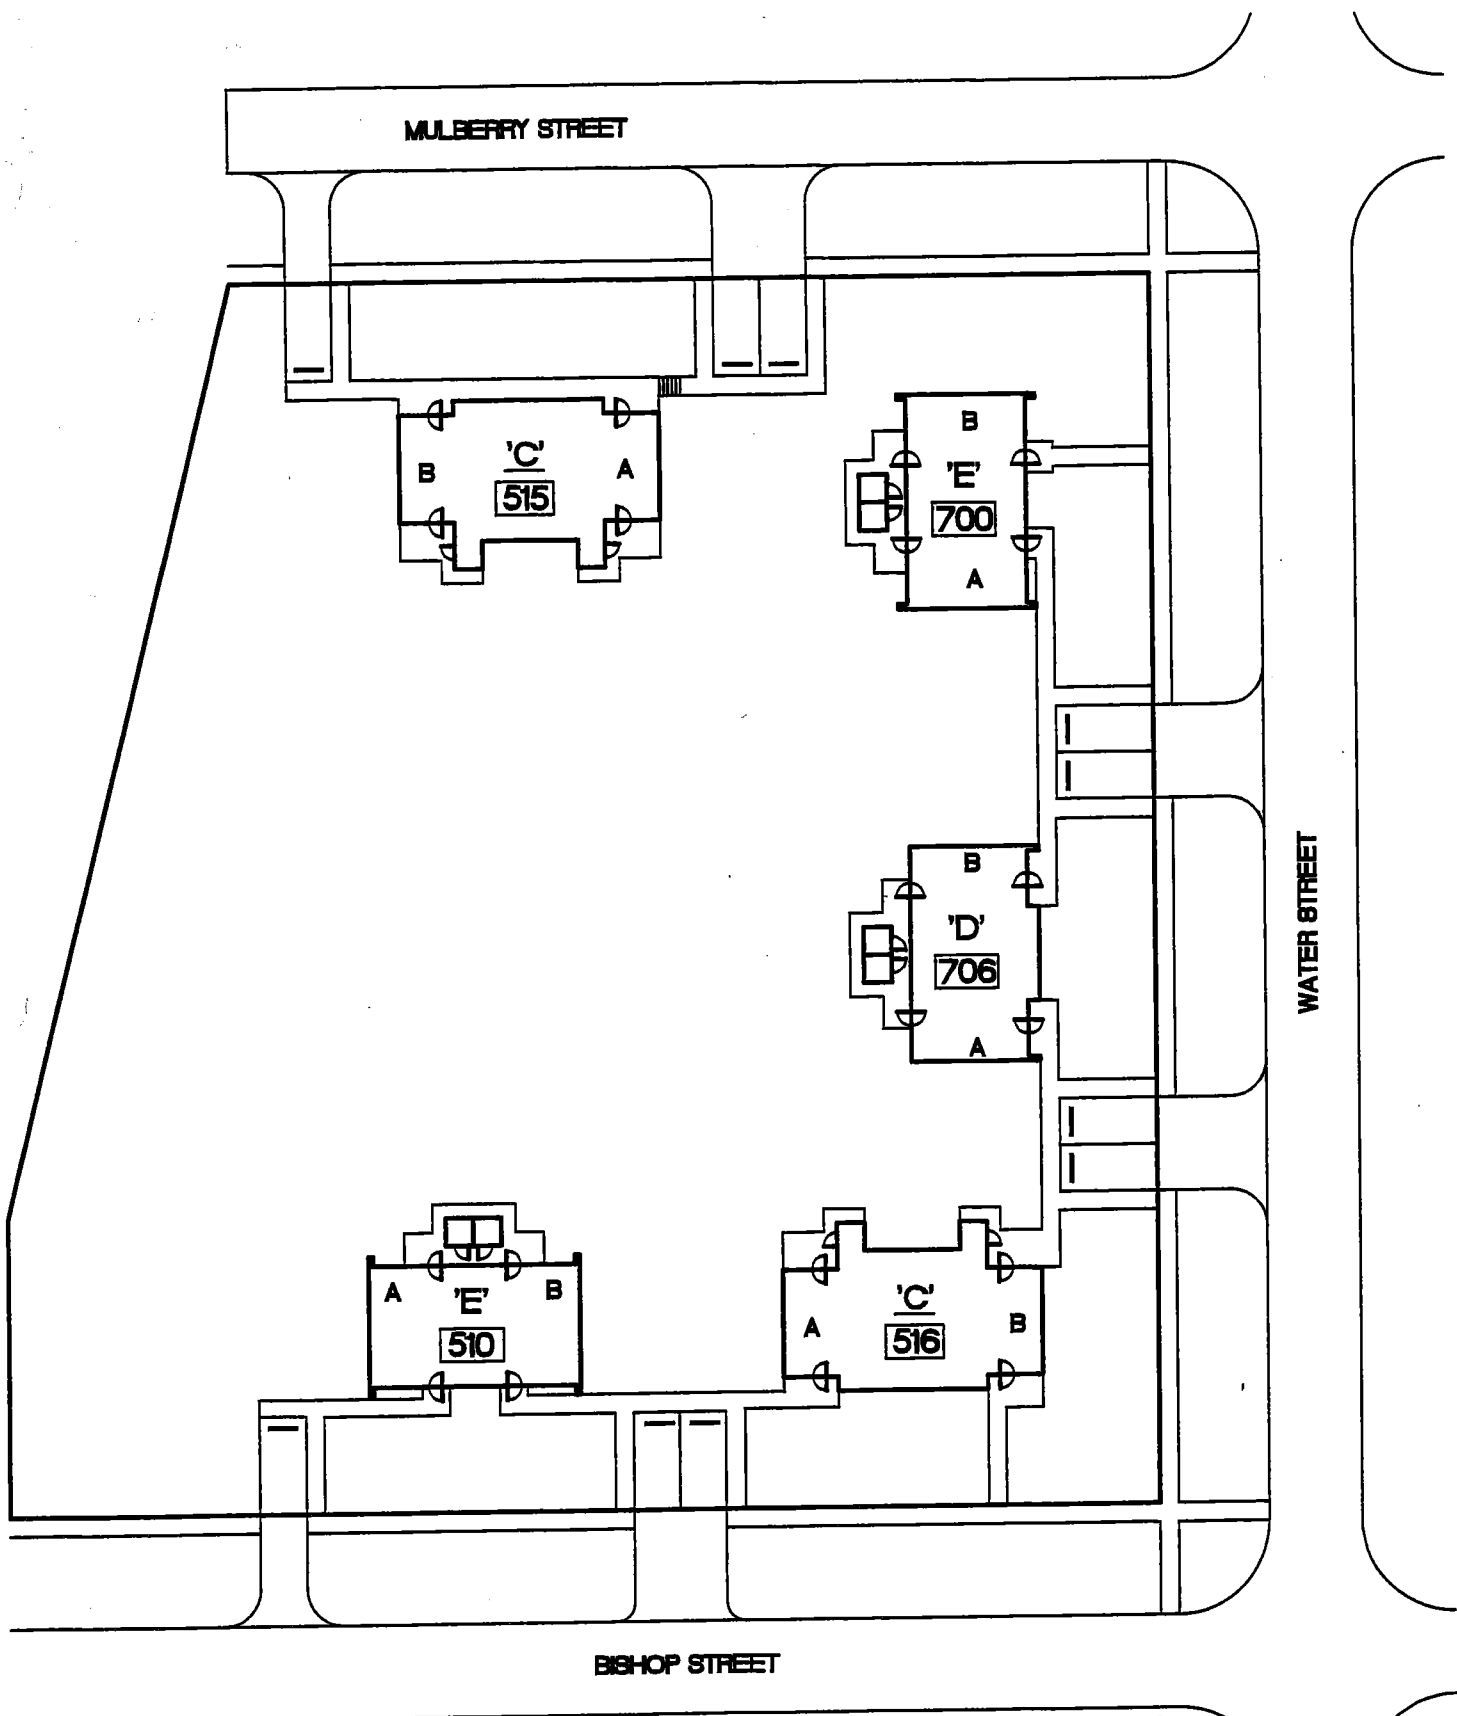 MULBERRY STREET
B
'C'
515
A
B
'E'
700
A
B
'D'
706
A
WATER STREET
A
'E'
510
B
A
'C'
516
B
BISHOP STREET